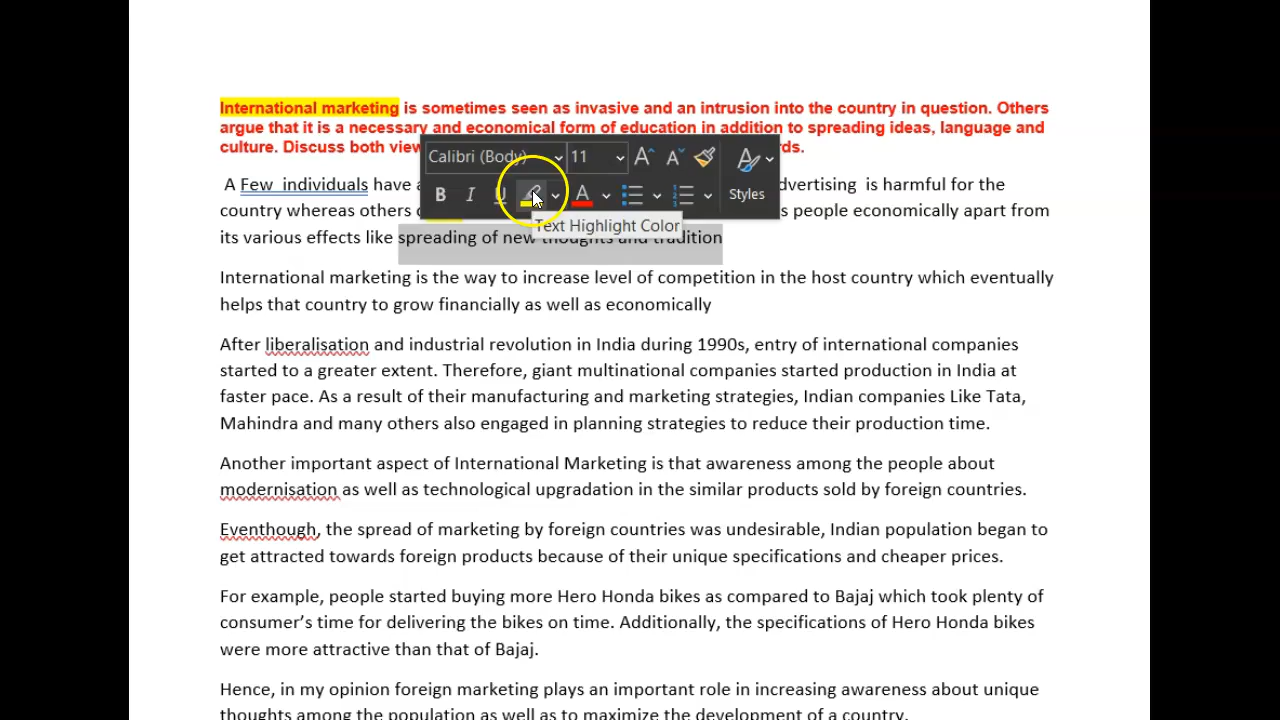 International marketing is sometimes seen as invasive and an intrusion into the country in question. Others
argue that it is a necessary and economical form of education in addition to spreading ideas, language and
culture. Discuss both view rds.
Calibri (Body) 11
Styles
B I U A
Text Highlight Color
A Few individuals have a dvertising is harmful for the
country whereas others s people economically apart from
its various effects like spreading of new thoughts and tradition
International marketing is the way to increase level of competition in the host country which eventually
helps that country to grow financially as well as economically
After liberalisation and industrial revolution in India during 1990s, entry of international companies
started to a greater extent. Therefore, giant multinational companies started production in India at
faster pace. As a result of their manufacturing and marketing strategies, Indian companies Like Tata,
Mahindra and many others also engaged in planning strategies to reduce their production time.
Another important aspect of International Marketing is that awareness among the people about
modernisation as well as technological upgradation in the similar products sold by foreign countries.
Eventhough, the spread of marketing by foreign countries was undesirable, Indian population began to
get attracted towards foreign products because of their unique specifications and cheaper prices.
For example, people started buying more Hero Honda bikes as compared to Bajaj which took plenty of
consumer's time for delivering the bikes on time. Additionally, the specifications of Hero Honda bikes
were more attractive than that of Bajaj.
Hence, in my opinion foreign marketing plays an important role in increasing awareness about unique
thoughts among the population as well as to maximize the development of a country.